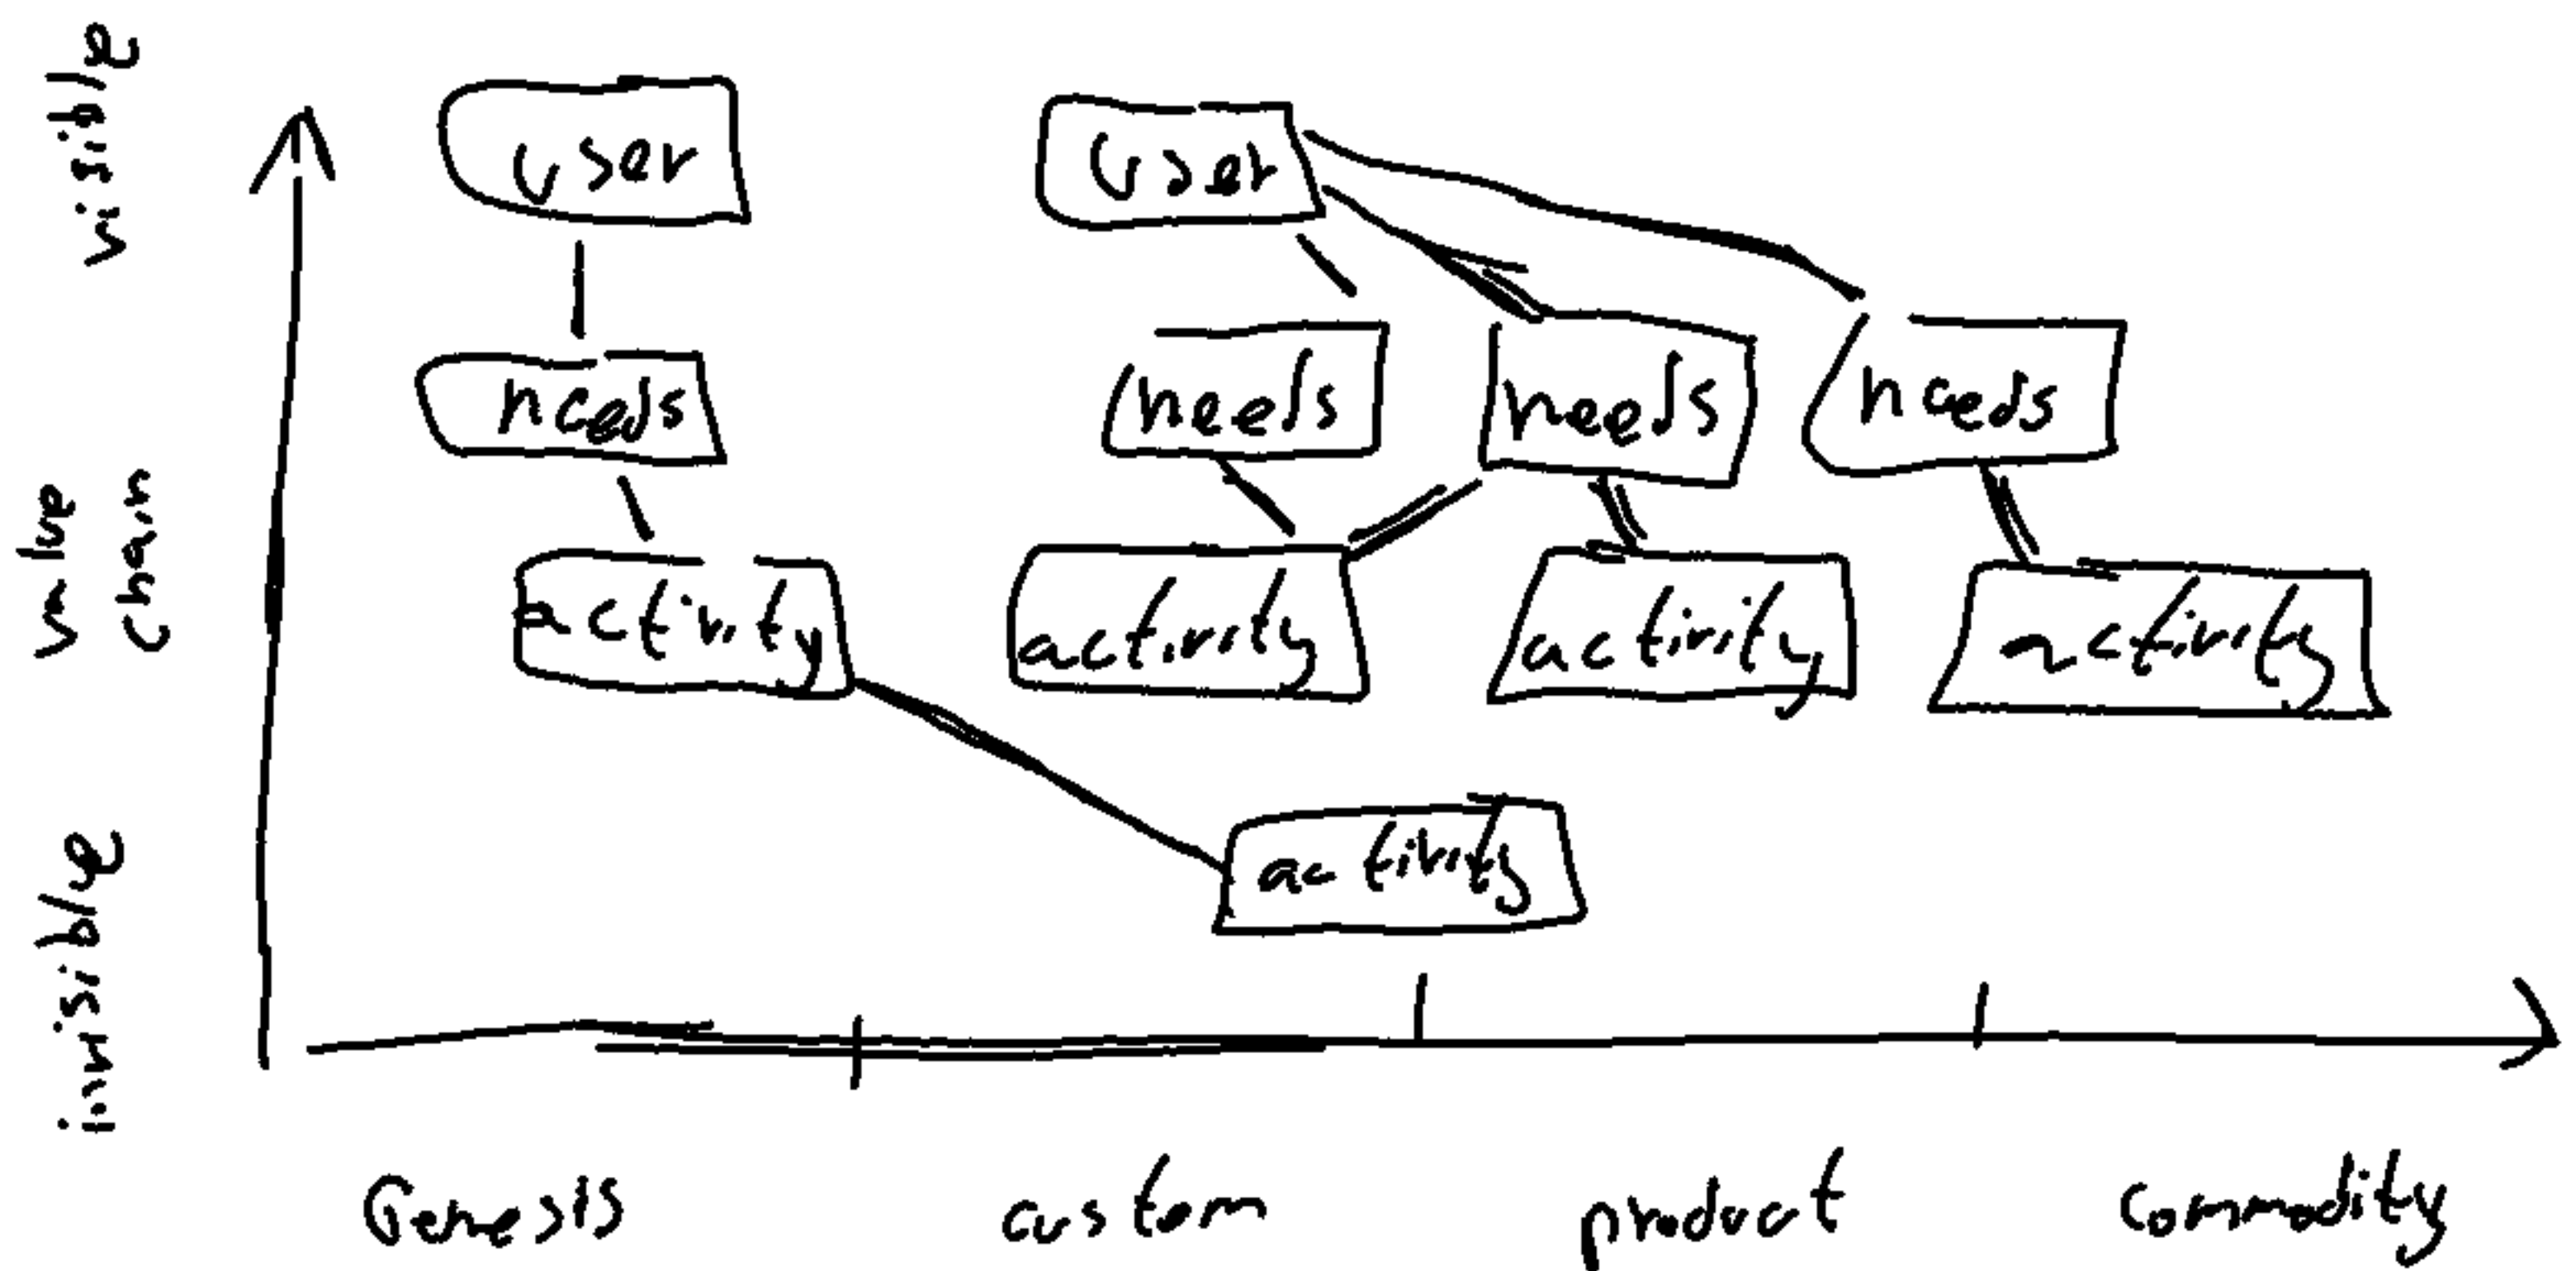 visible
value
chain
invisible
user
user
needs
needs
needs
needs
activity
activity
activity
activity
activity
Genesis
custom
product
commodity